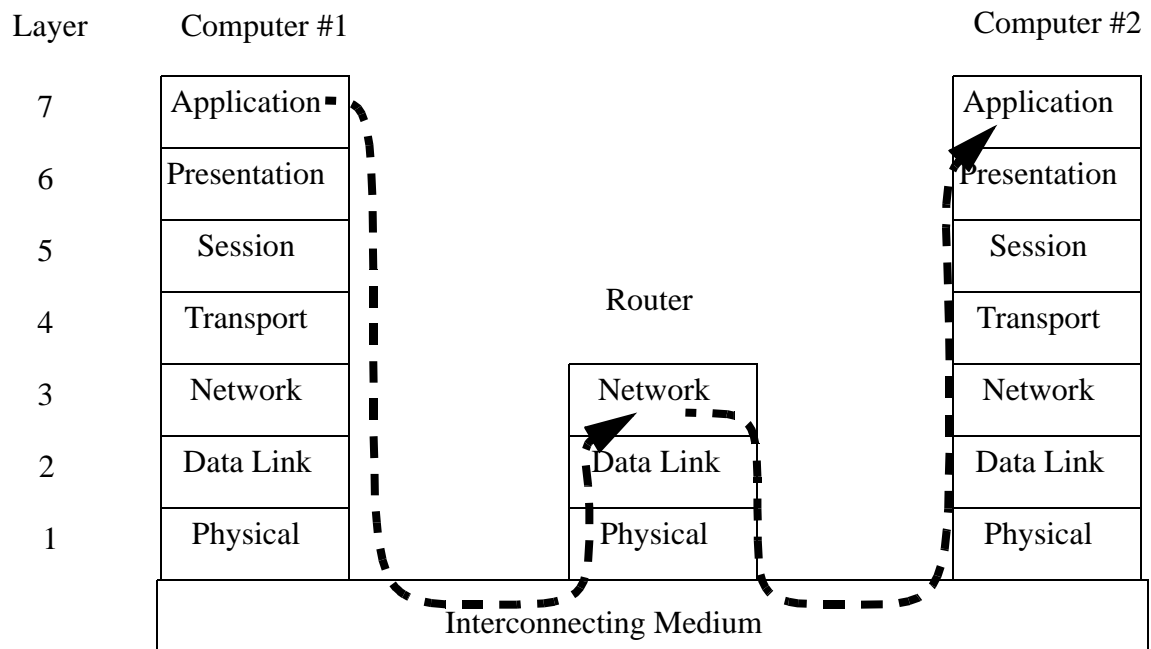 Layer
Computer #1
Computer #2
7
Application
Application
6
Presentation
Presentation
5
Session
Session
Router
4
Transport
Transport
3
Network
Network
Network
2
Data Link
Data Link
Data Link
1
Physical
Physical
Physical
Interconnecting Medium